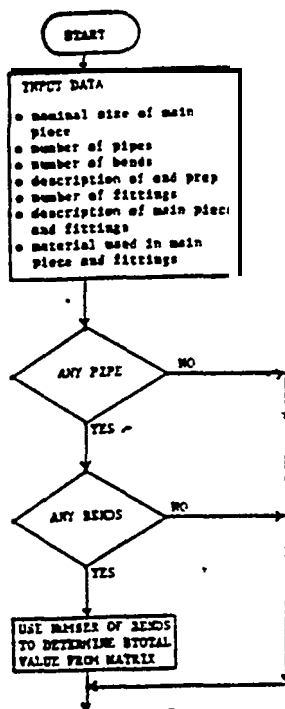 START
INPUT DATA
• nominal size of main
piece
• number of pipes
• number of bends
• description of end prep
• number of fittings
• description of main piece
and fittings
• material used in main
piece and fittings
ANY PIPE
NO
YES
ANY BENDS
NO
YES
USE NUMBER OF BENDS
TO DETERMINE BTOTAL
VALUE FROM MATRIX